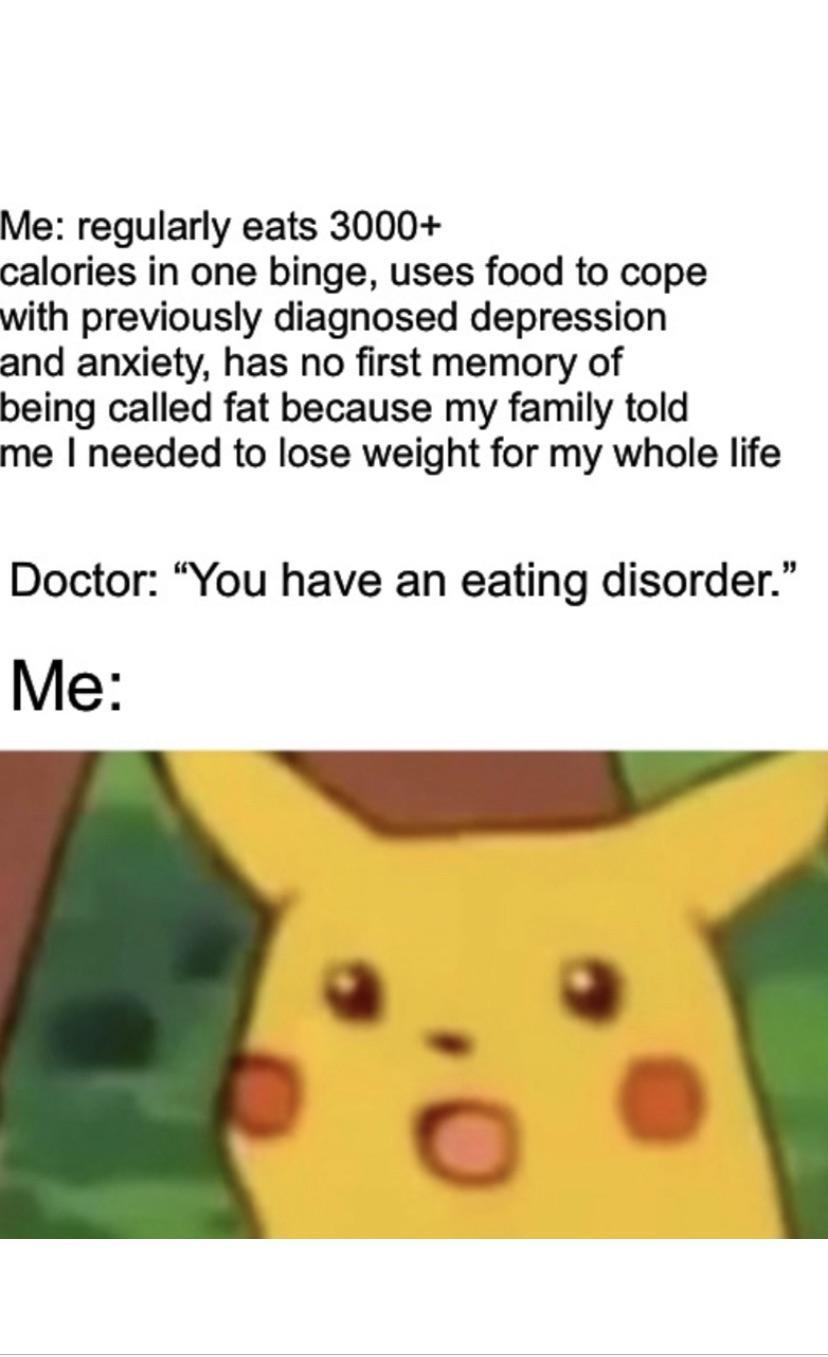 Me: regularly eats 3000+
calories in one binge, uses food to cope
with previously diagnosed depression
and anxiety, has no first memory of
being called fat because my family told
me I needed to lose weight for my whole life
Doctor: “You have an eating disorder.”
Me: